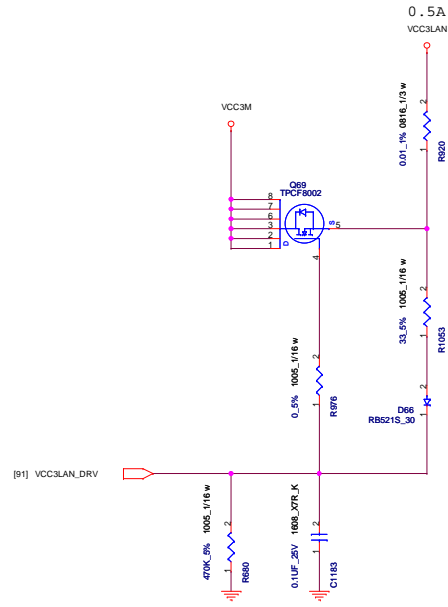 0.5A
VCC3LAN
2
0.01_1% 0816_1/3 w
1
R920
VCC3M
Q69
TPCF8002
8
7
6
3
2
1
D
S
5
4
2
33_5% 1005_1/16 w
1
R1053
2
0_5% 1005_1/16 w
1
R976
2
D66
RB521S_30
1
[91] VCC3LAN_DRV
2
470K_5% 1005_1/16 w
1
R680
2
0.1UF_25V 1608_X7R_K
1
C1183